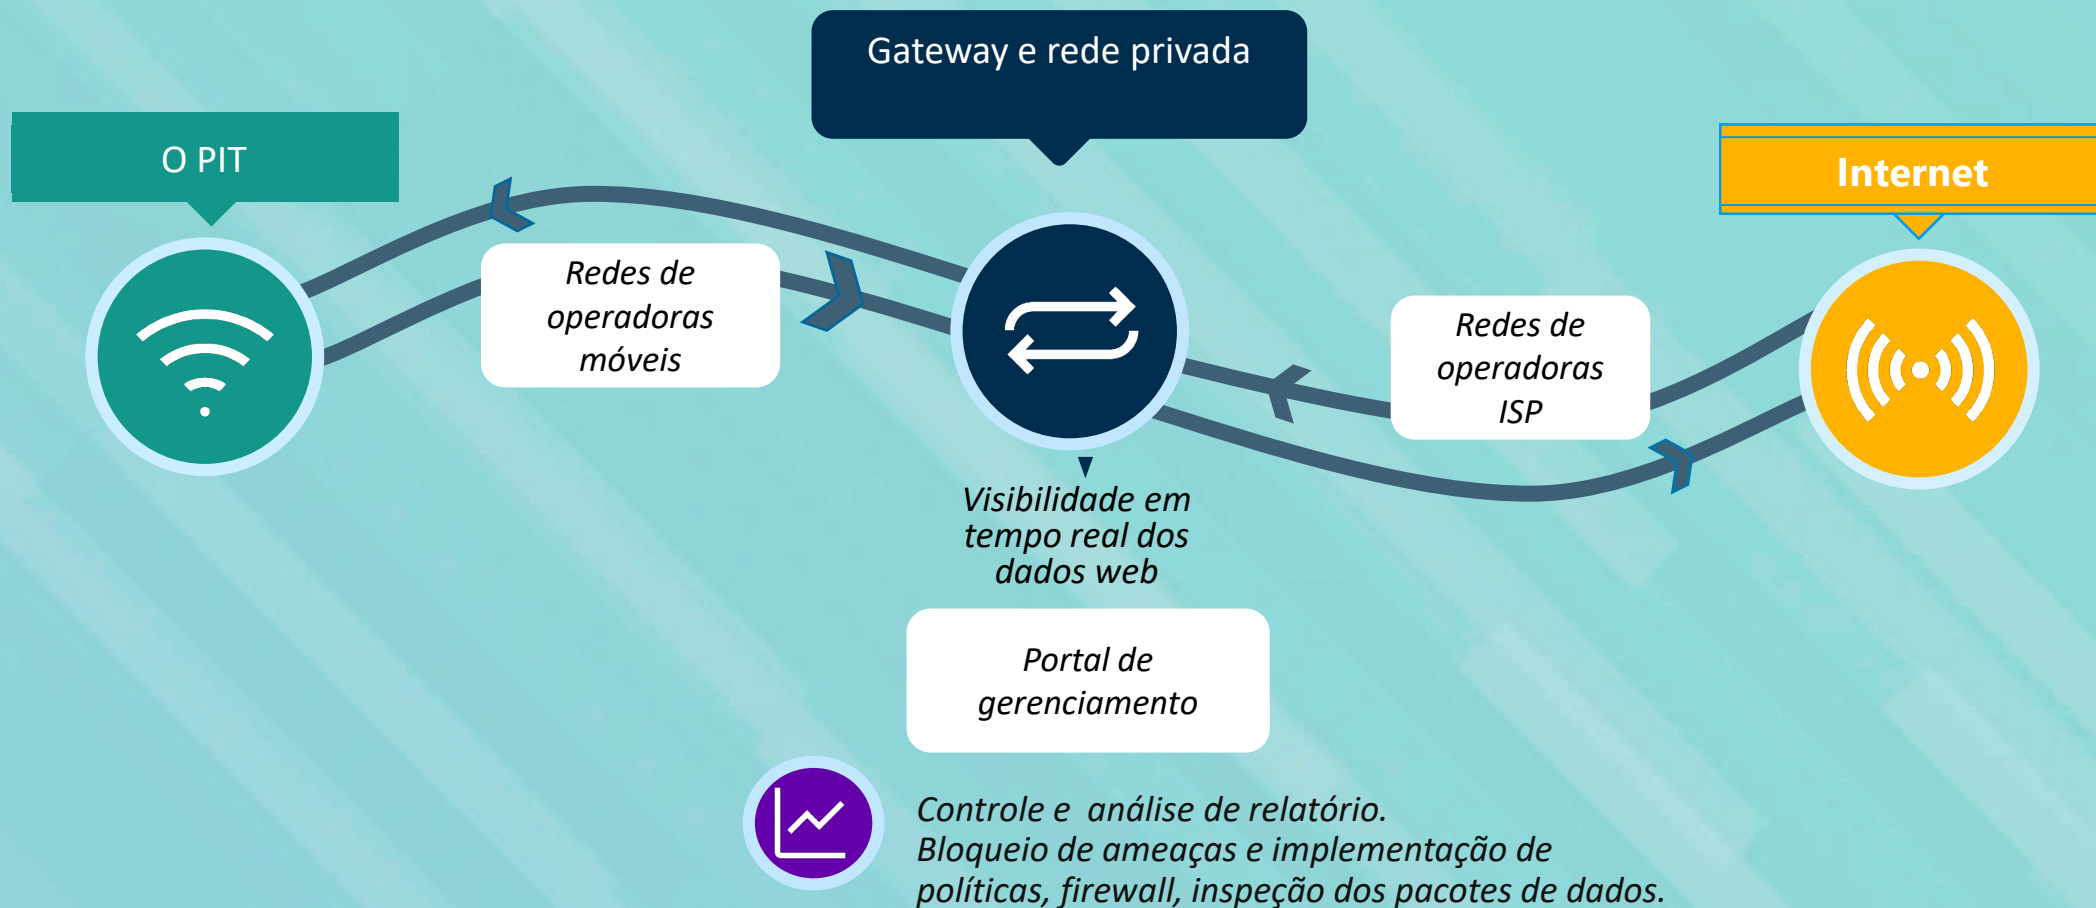 Gateway e rede privada
O PIT
Internet
Redes de
operadoras
móveis
Redes de
operadoras
ISP
Visibilidade em
tempo real dos
dados web
Portal de
gerenciamento
Controle e  análise de relatório.
Bloqueio de ameaças e implementação de
políticas, firewall, inspeção dos pacotes de dados.